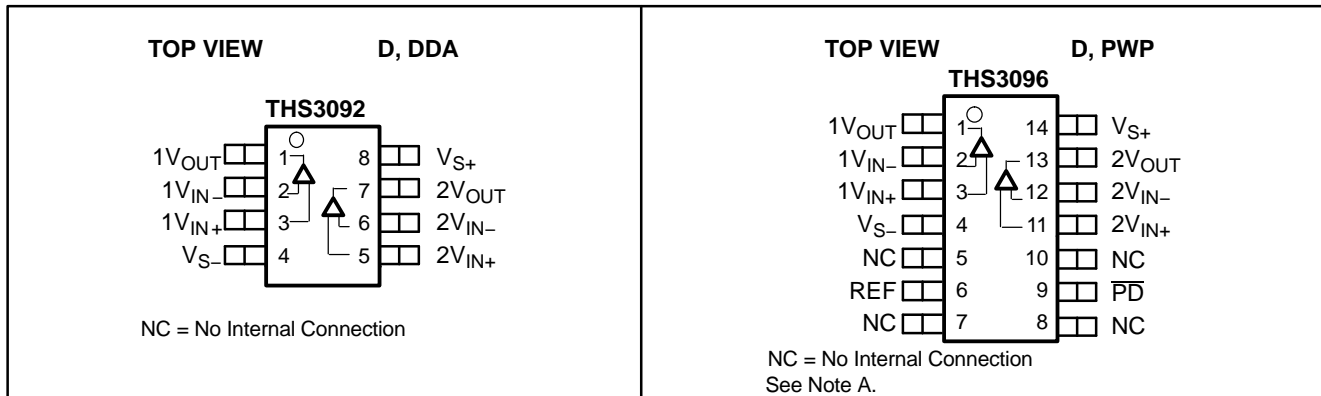 TOP VIEW D, DDA
THS3092
1VOUT 1 8 VS+
1VIN− 2 7 2VOUT
1VIN+ 3 6 2VIN−
VS− 4 5 2VIN+
NC = No Internal Connection
TOP VIEW D, PWP
THS3096
1VOUT 1 14 VS+
1VIN− 2 13 2VOUT
1VIN+ 3 12 2VIN−
VS− 4 11 2VIN+
NC 5 10 NC
REF 6 9 PD
NC 7 8 NC
NC = No Internal Connection
See Note A.